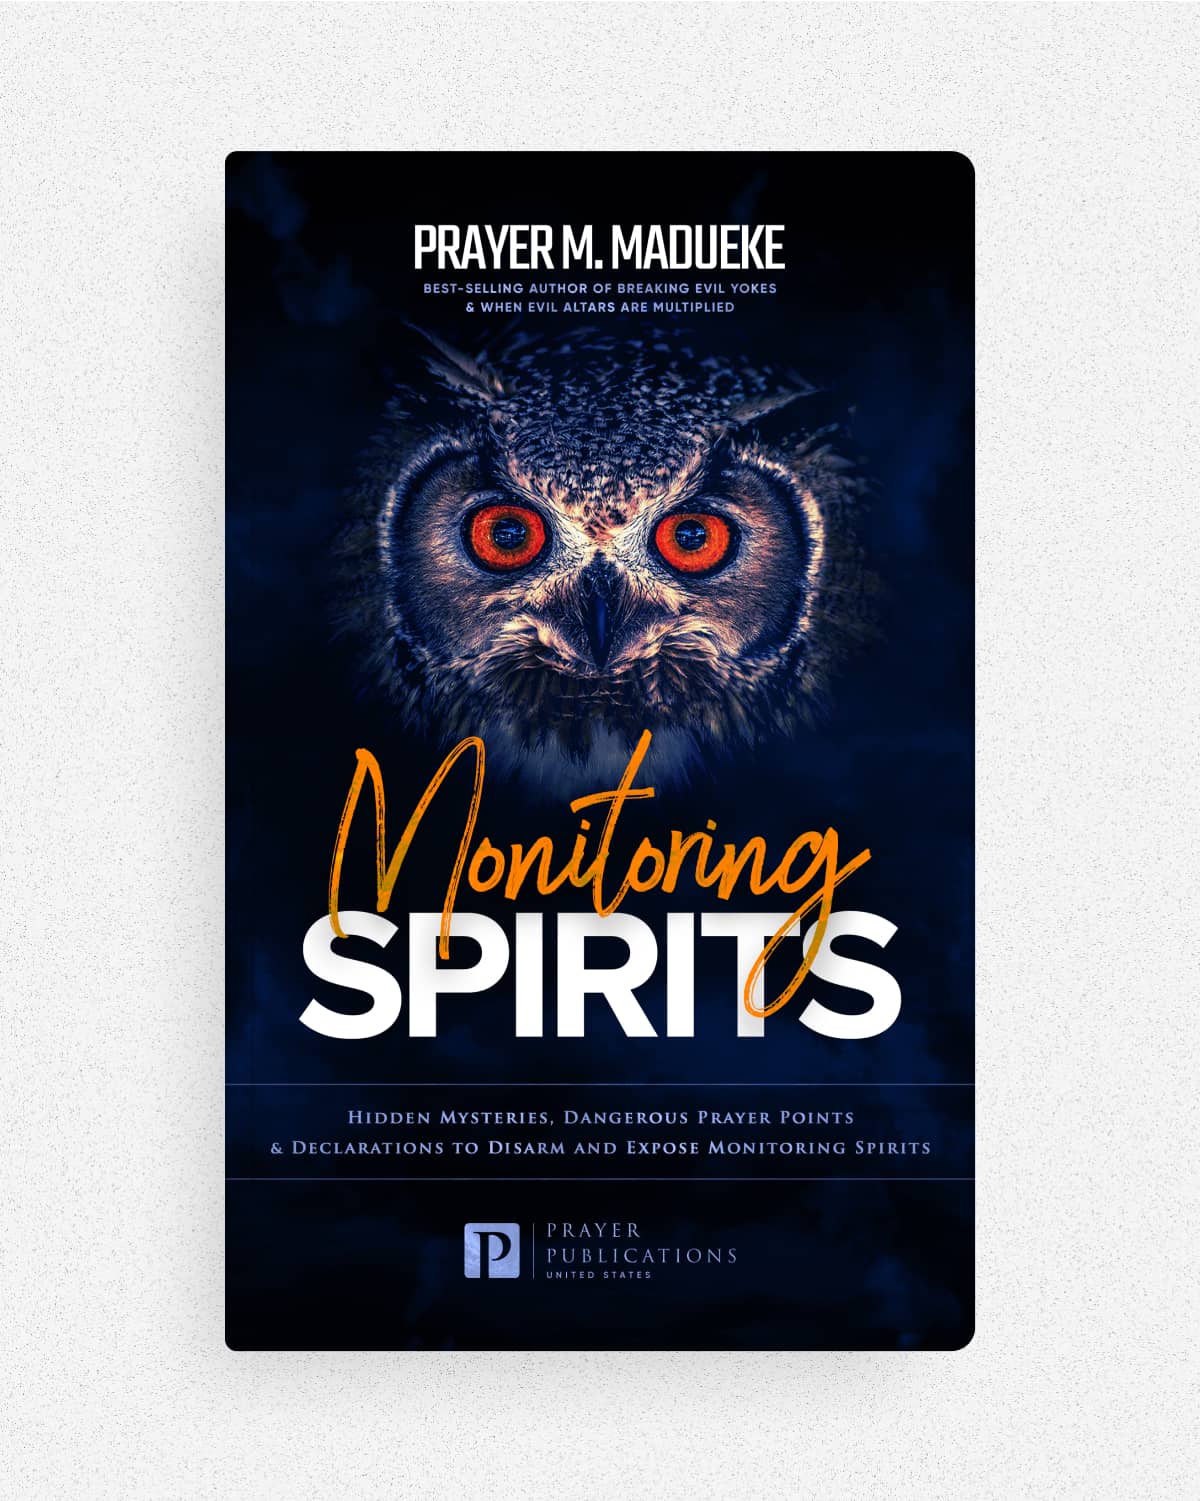 PRAYER M. MADUEKE
BEST-SELLING AUTHOR OF BREAKING EVIL YOKES
& WHEN EVIL ALTARS ARE MULTIPLIED
Monitoring
SPIRITS
HIDDEN MYSTERIES, DANGEROUS PRAYER POINTS
& DECLARATIONS TO DISARM AND EXPOSE MONITORING SPIRITS
P
PRAYER
PUBLICATIONS
UNITED STATES